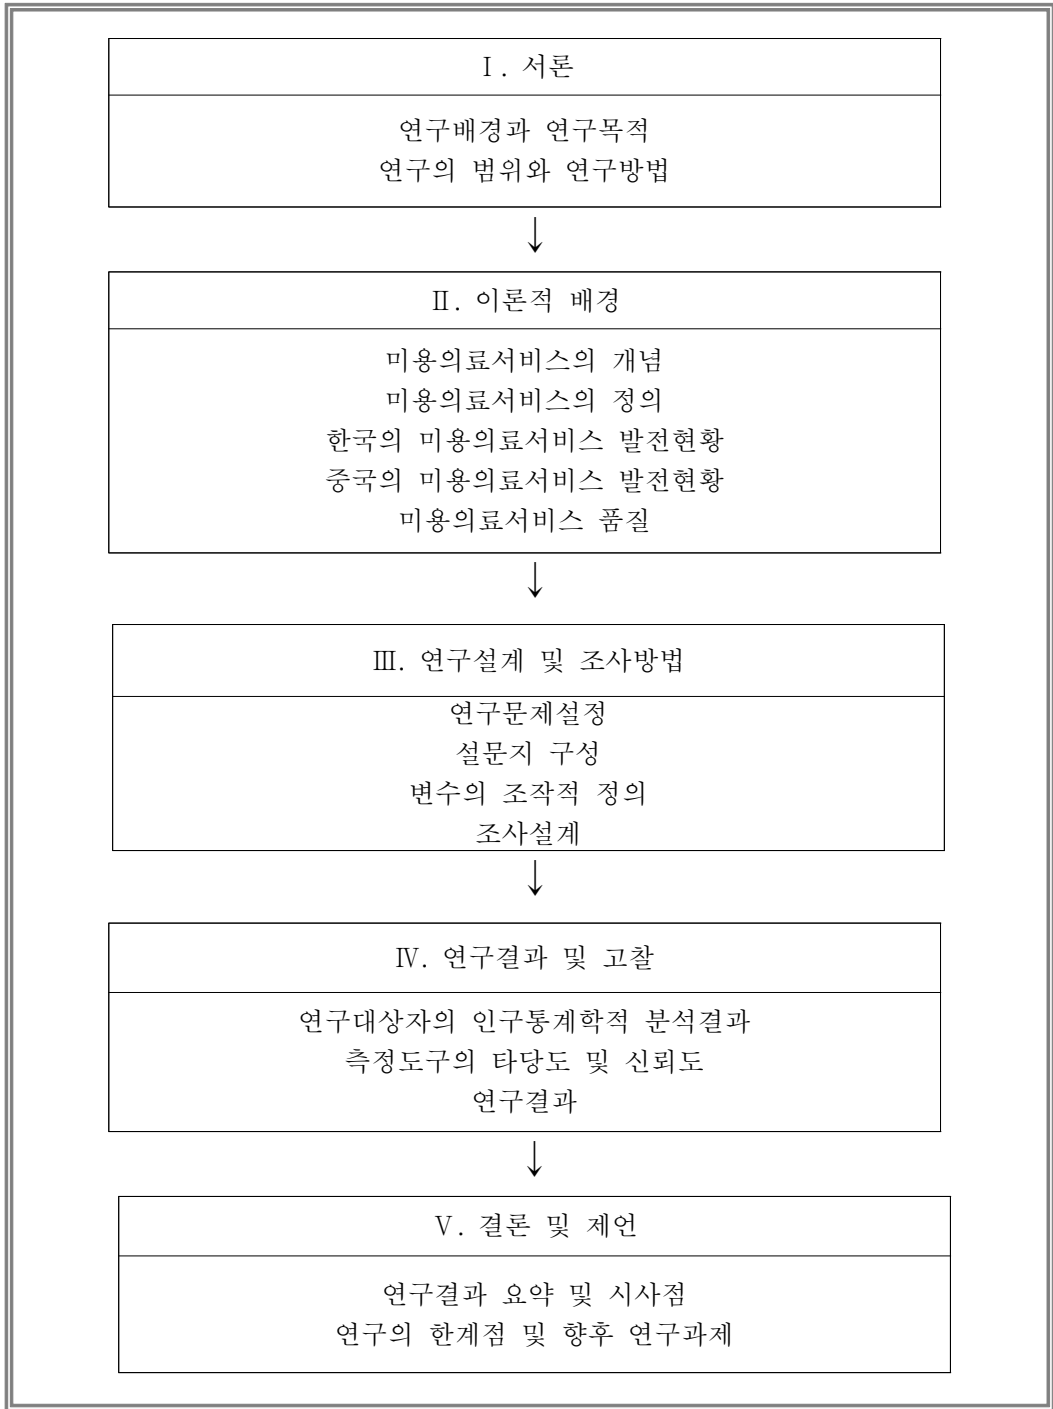 Ⅰ. 서론
연구배경과 연구목적
연구의 범위와 연구방법
↓
Ⅱ. 이론적 배경
미용의료서비스의 개념
미용의료서비스의 정의
한국의 미용의료서비스 발전현황
중국의 미용의료서비스 발전현황
미용의료서비스 품질
↓
Ⅲ. 연구설계 및 조사방법
연구문제설정
설문지 구성
변수의 조작적 정의
조사설계
↓
Ⅳ. 연구결과 및 고찰
연구대상자의 인구통계학적 분석결과
측정도구의 타당도 및 신뢰도
연구결과
↓
Ⅴ. 결론 및 제언
연구결과 요약 및 시사점
연구의 한계점 및 향후 연구과제